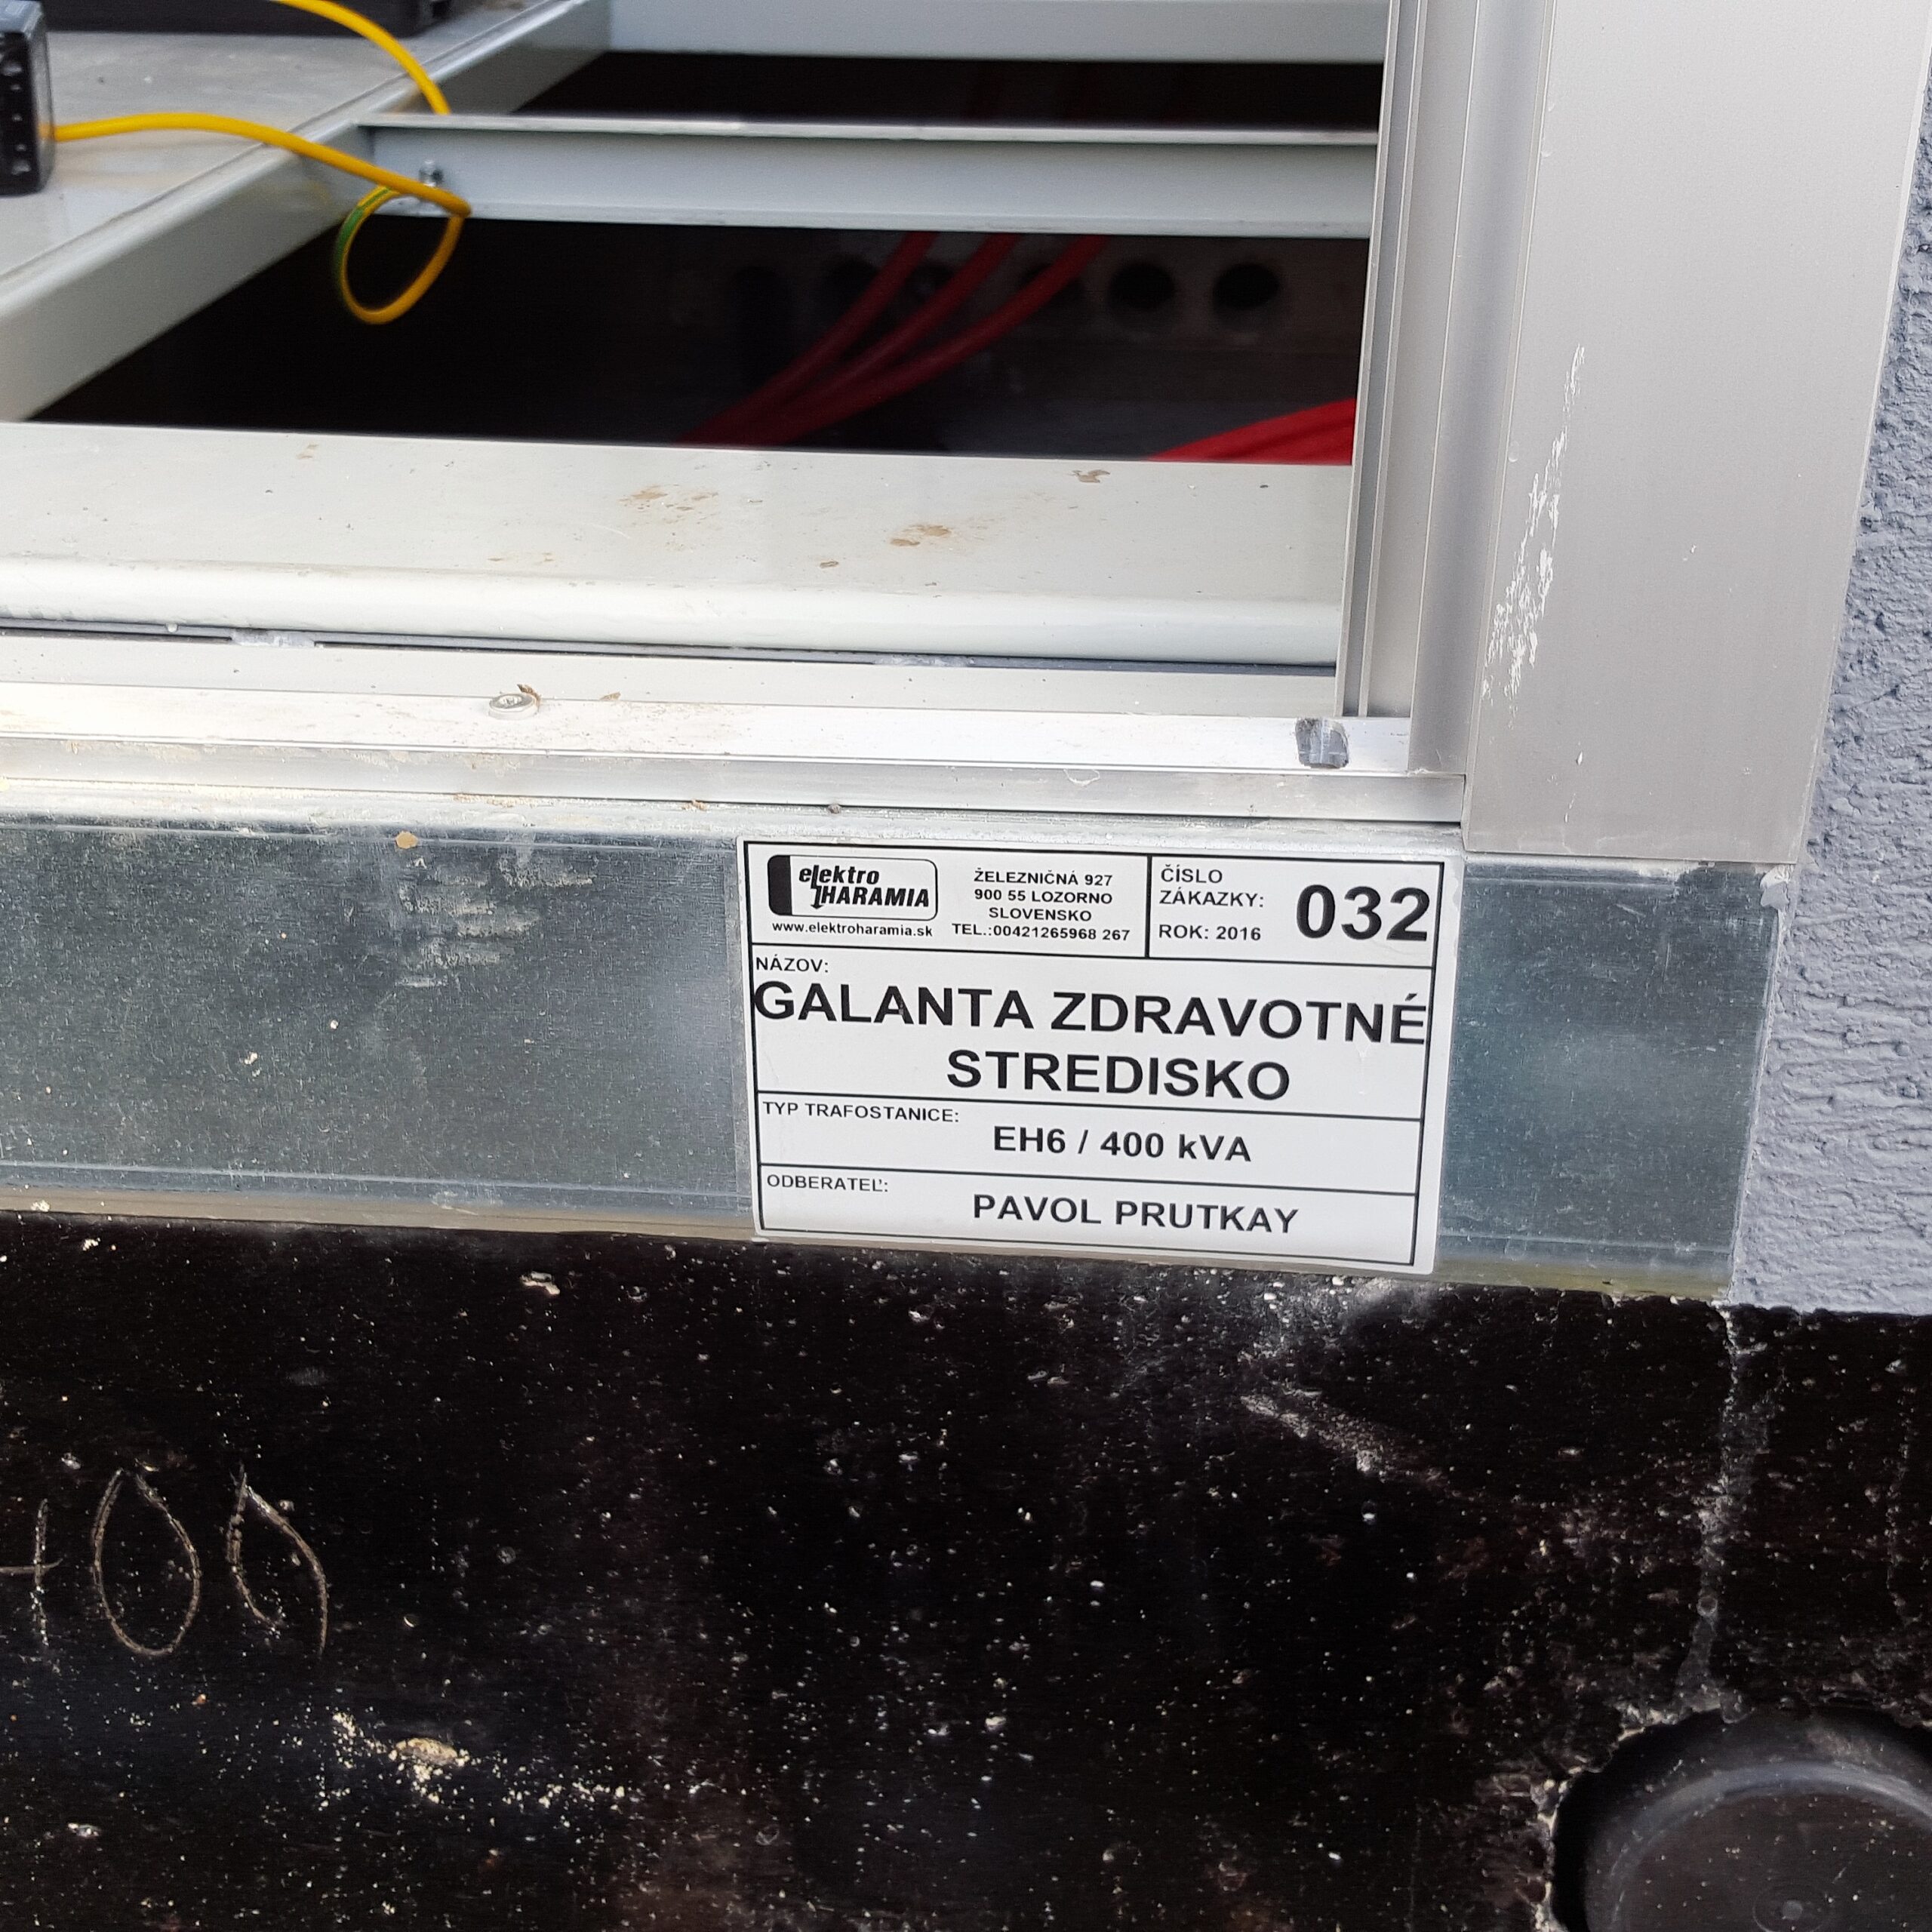 elektro
HARAMIA
www.elektroharamia.sk
ŽELEZNIČNÁ 927
900 55 LOZORNO
SLOVENSKO
TEL.:00421265968 267
ČÍSLO
ZÁKAZKY:
032
ROK: 2016
NÁZOV:
GALANTA ZDRAVOTNÉ
STREDISKO
TYP TRAFOSTANICE:
EH6 / 400 kVA
ODBERATEĽ:
PAVOL PRUTKAY
400